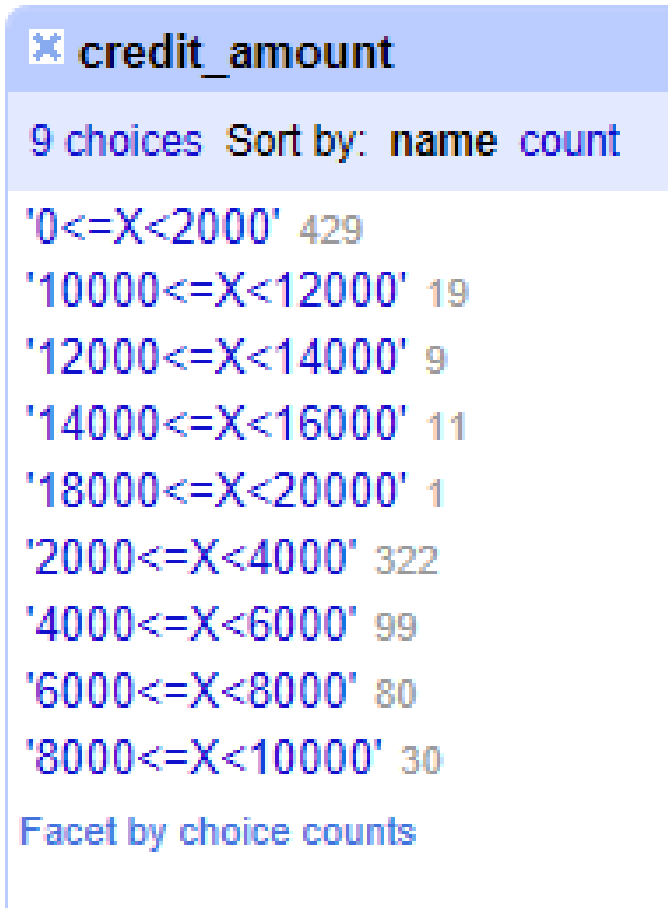 credit_amount
9 choices Sort by: name count
'0<=X<2000' 429
'10000<=X<12000' 19
'12000<=X<14000' 9
'14000<=X<16000' 11
'18000<=X<20000' 1
'2000<=X<4000' 322
'4000<=X<6000' 99
'6000<=X<8000' 80
'8000<=X<10000' 30
Facet by choice counts